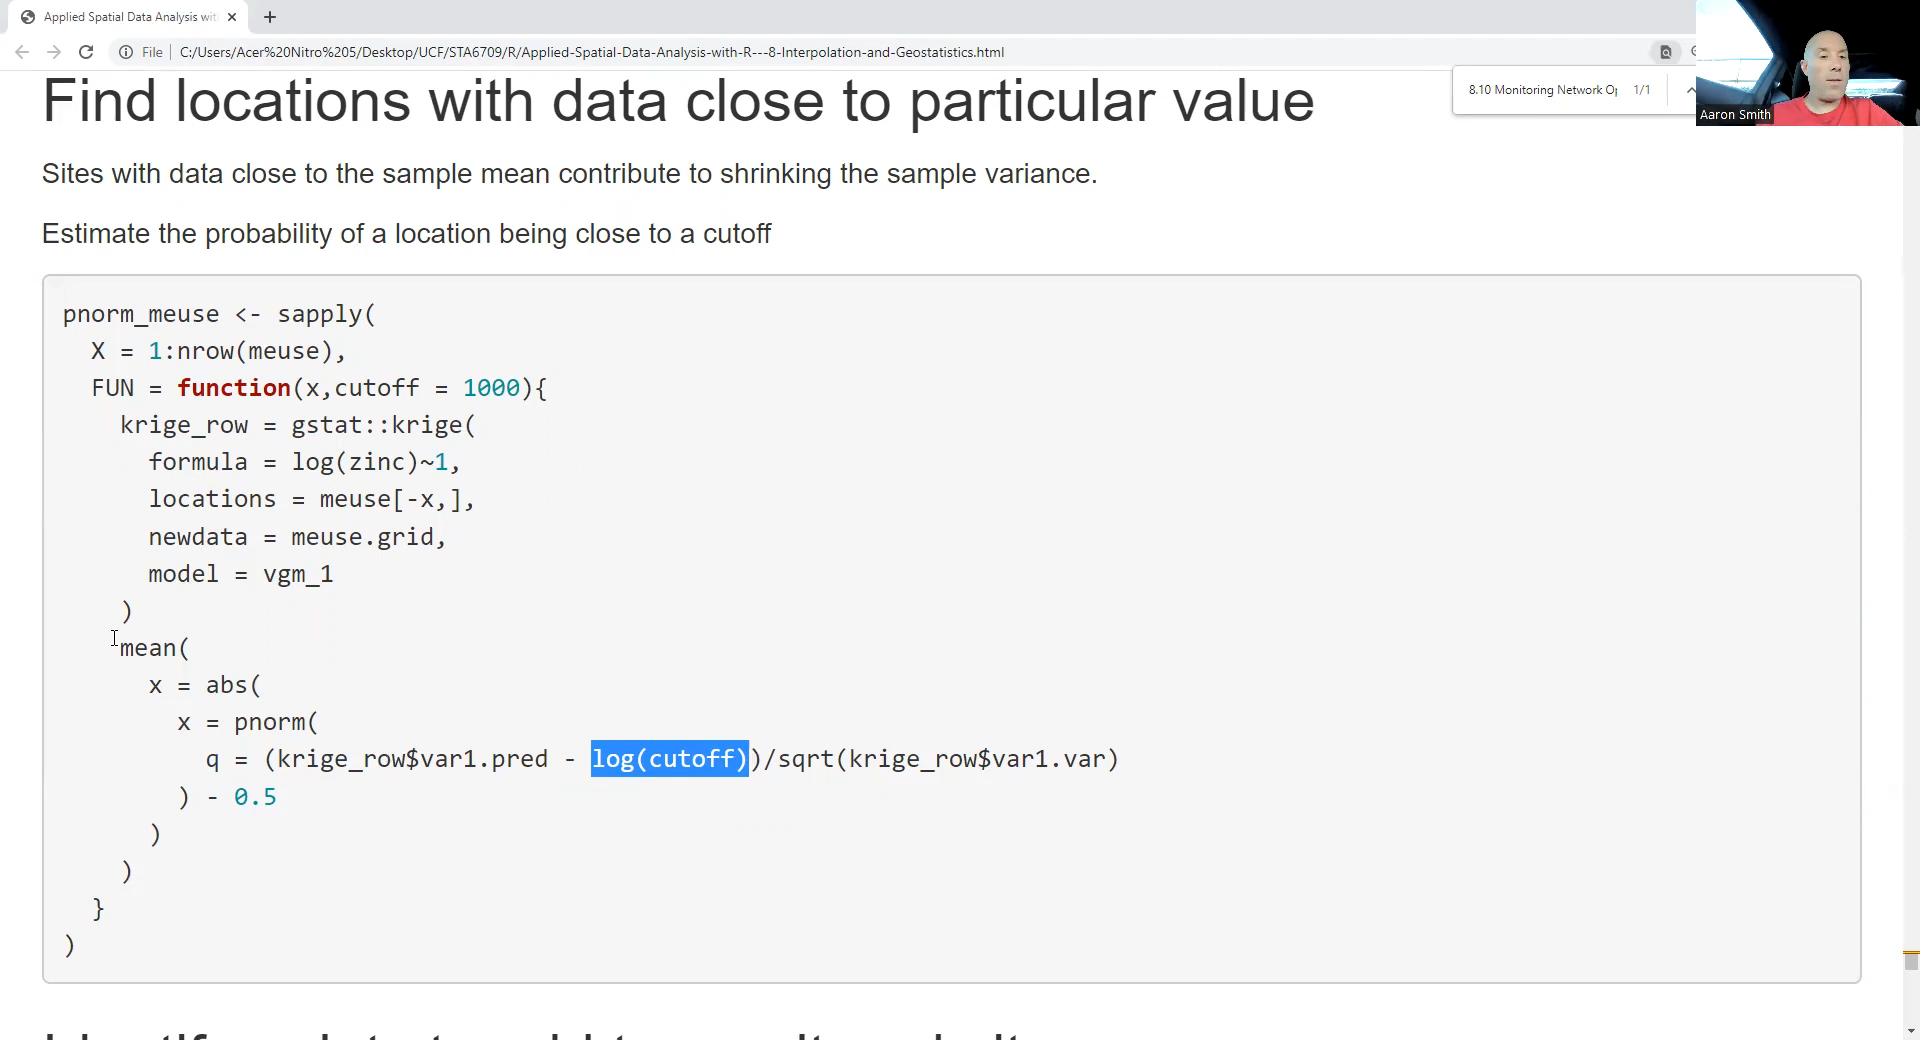 Applied Spatial Data Analysis wit
File C:/Users/Acer%20Nitro%205/Desktop/UCF/STA6709/R/Applied-Spatial-Data-Analysis-with-R---8-Interpolation-and-Geostatistics.html
8.10 Monitoring Network Op 1/1
Aaron Smith
Find locations with data close to particular value
Sites with data close to the sample mean contribute to shrinking the sample variance.
Estimate the probability of a location being close to a cutoff
pnorm_meuse <- sapply(
X = 1:nrow(meuse),
FUN = function(x,cutoff = 1000){
krige_row = gstat::krige(
formula = log(zinc)~1,
locations = meuse[-x,],
newdata = meuse.grid,
model = vgm_1
)
mean(
x = abs(
x = pnorm(
q = (krige_row$var1.pred - log(cutoff))/sqrt(krige_row$var1.var)
) - 0.5
)
)
}
)